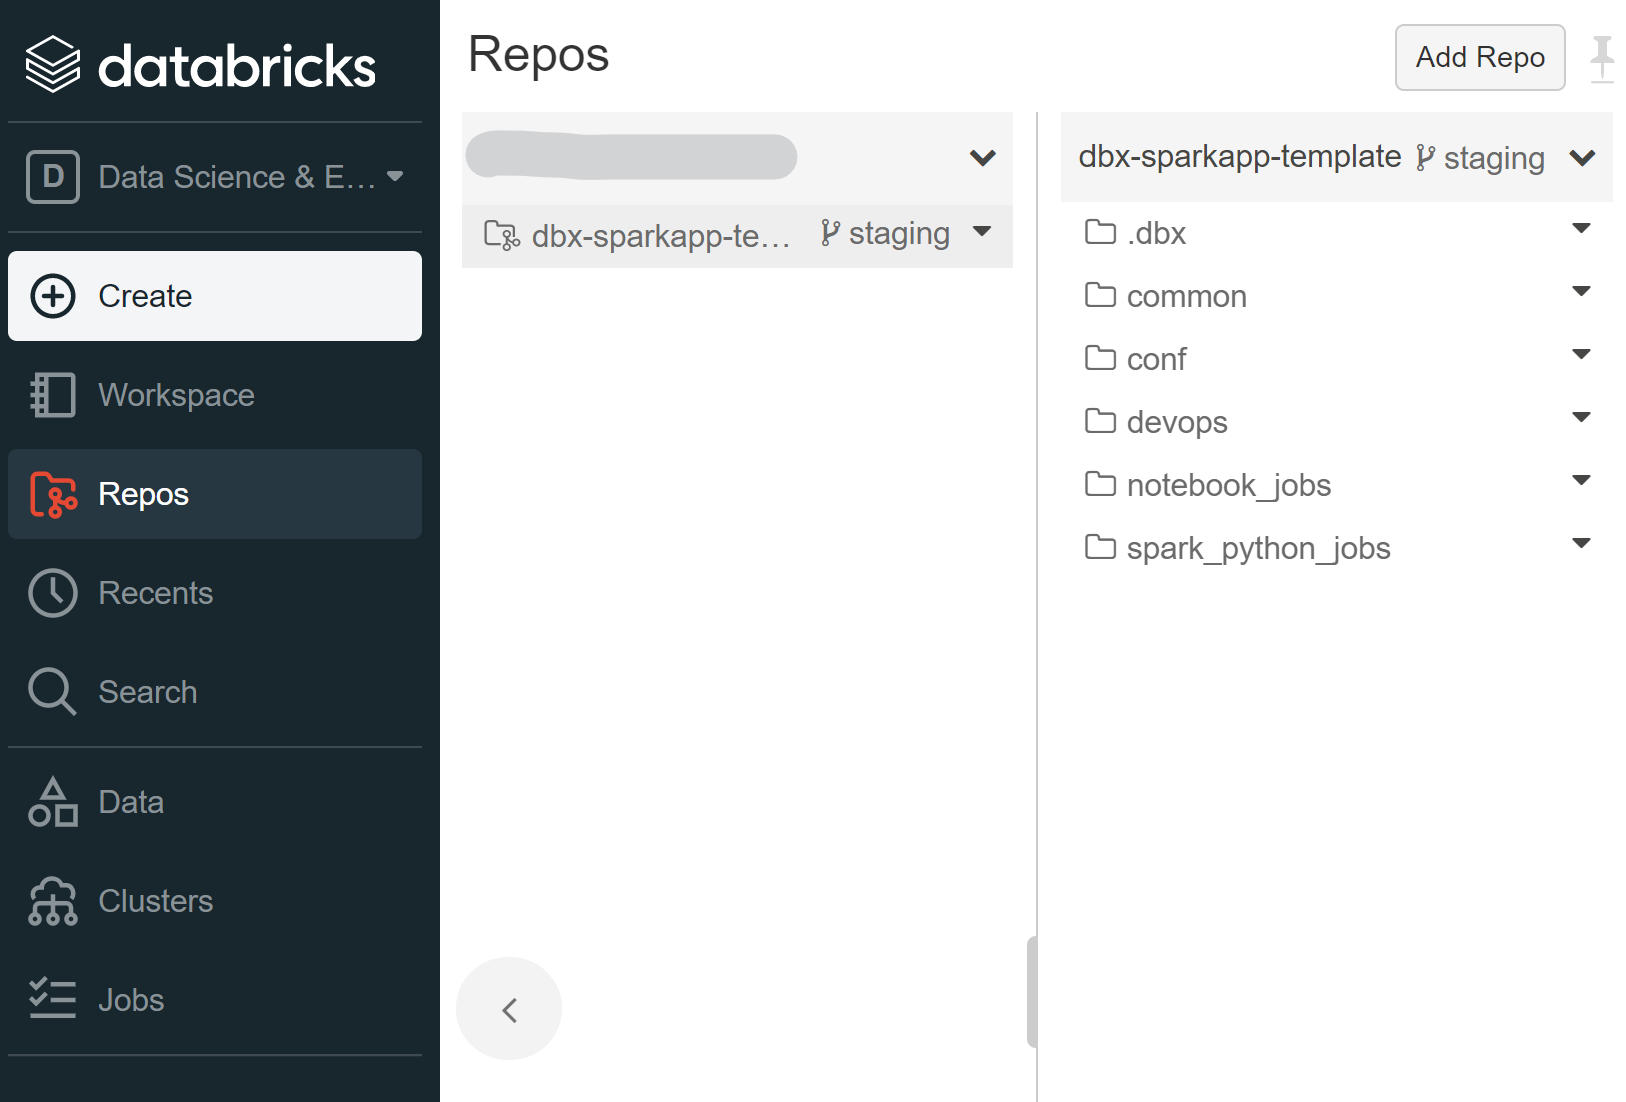 databricks
D Data Science & E...
Create
Workspace
Repos
Recents
Search
Data
Clusters
Jobs
Repos
Add Repo
dbx-sparkapp-te... staging
dbx-sparkapp-template staging
.dbx
common
conf
devops
notebook_jobs
spark_python_jobs